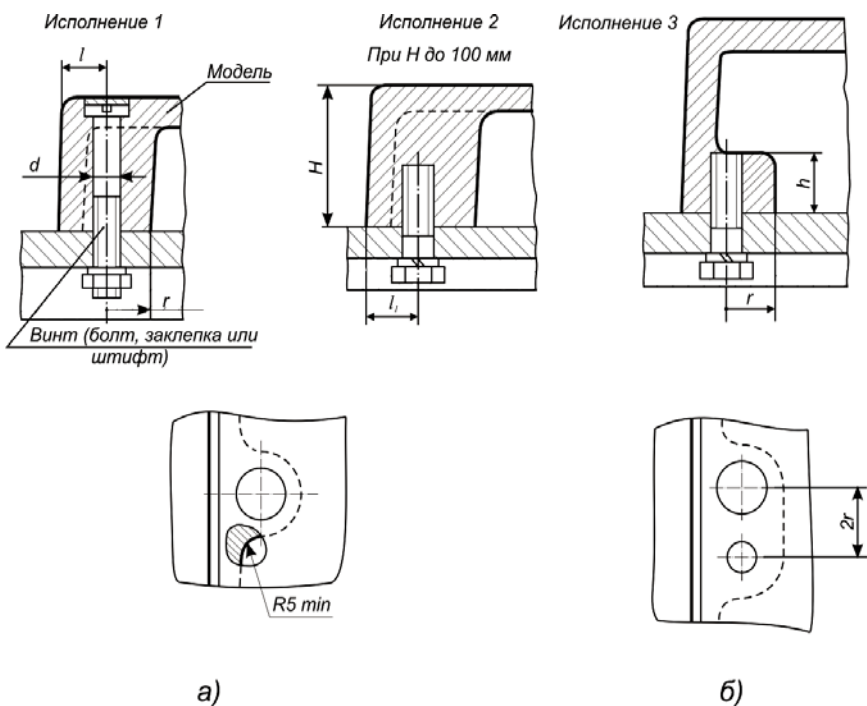 Исполнение 1
Исполнение 2
Исполнение 3
При H до 100 мм
l
Модель
d
H
h
r
l₁
r
Винт (болт, заклепка или
штифт)
2r
R5 min
а)
б)